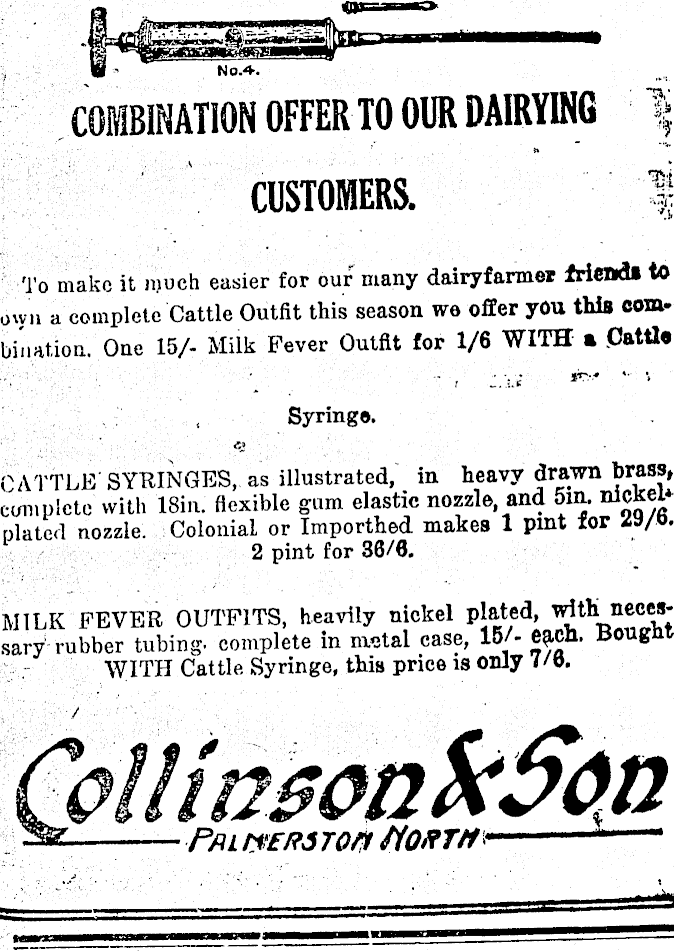 No.4.
COMBINATION OFFER TO OUR DAIRYING
CUSTOMERS.
To make it much easier for our many dairyfarmer friends to
own a complete Cattle Outfit this season we offer you this com-
bination. One 15/- Milk Fever Outfit for 1/6 WITH a Cattle
Syringe.
CATTLE SYRINGES, as illustrated, in heavy drawn brass,
complete with 18in. flexible gum elastic nozzle, and 5in. nickel-
plated nozzle. Colonial or Importhed makes 1 pint for 29/6.
2 pint for 36/6.
MILK FEVER OUTFITS, heavily nickel plated, with neces-
sary rubber tubing. complete in metal case, 15/- each. Bought
WITH Cattle Syringe, this price is only 7/6.
Collinson & Son
PALMERSTON NORTH